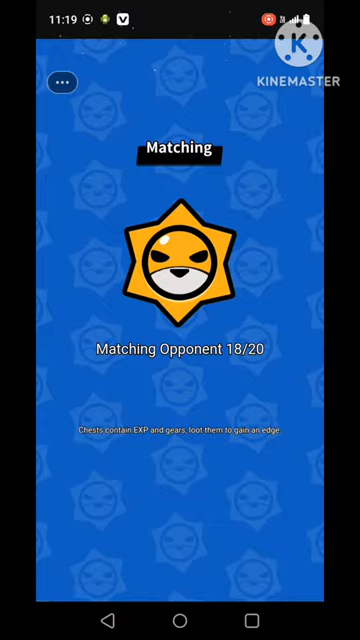 11:19
KINEMASTER
Matching
Matching Opponent 18/20
Chests contain EXP and gears, loot them to gain an edge.